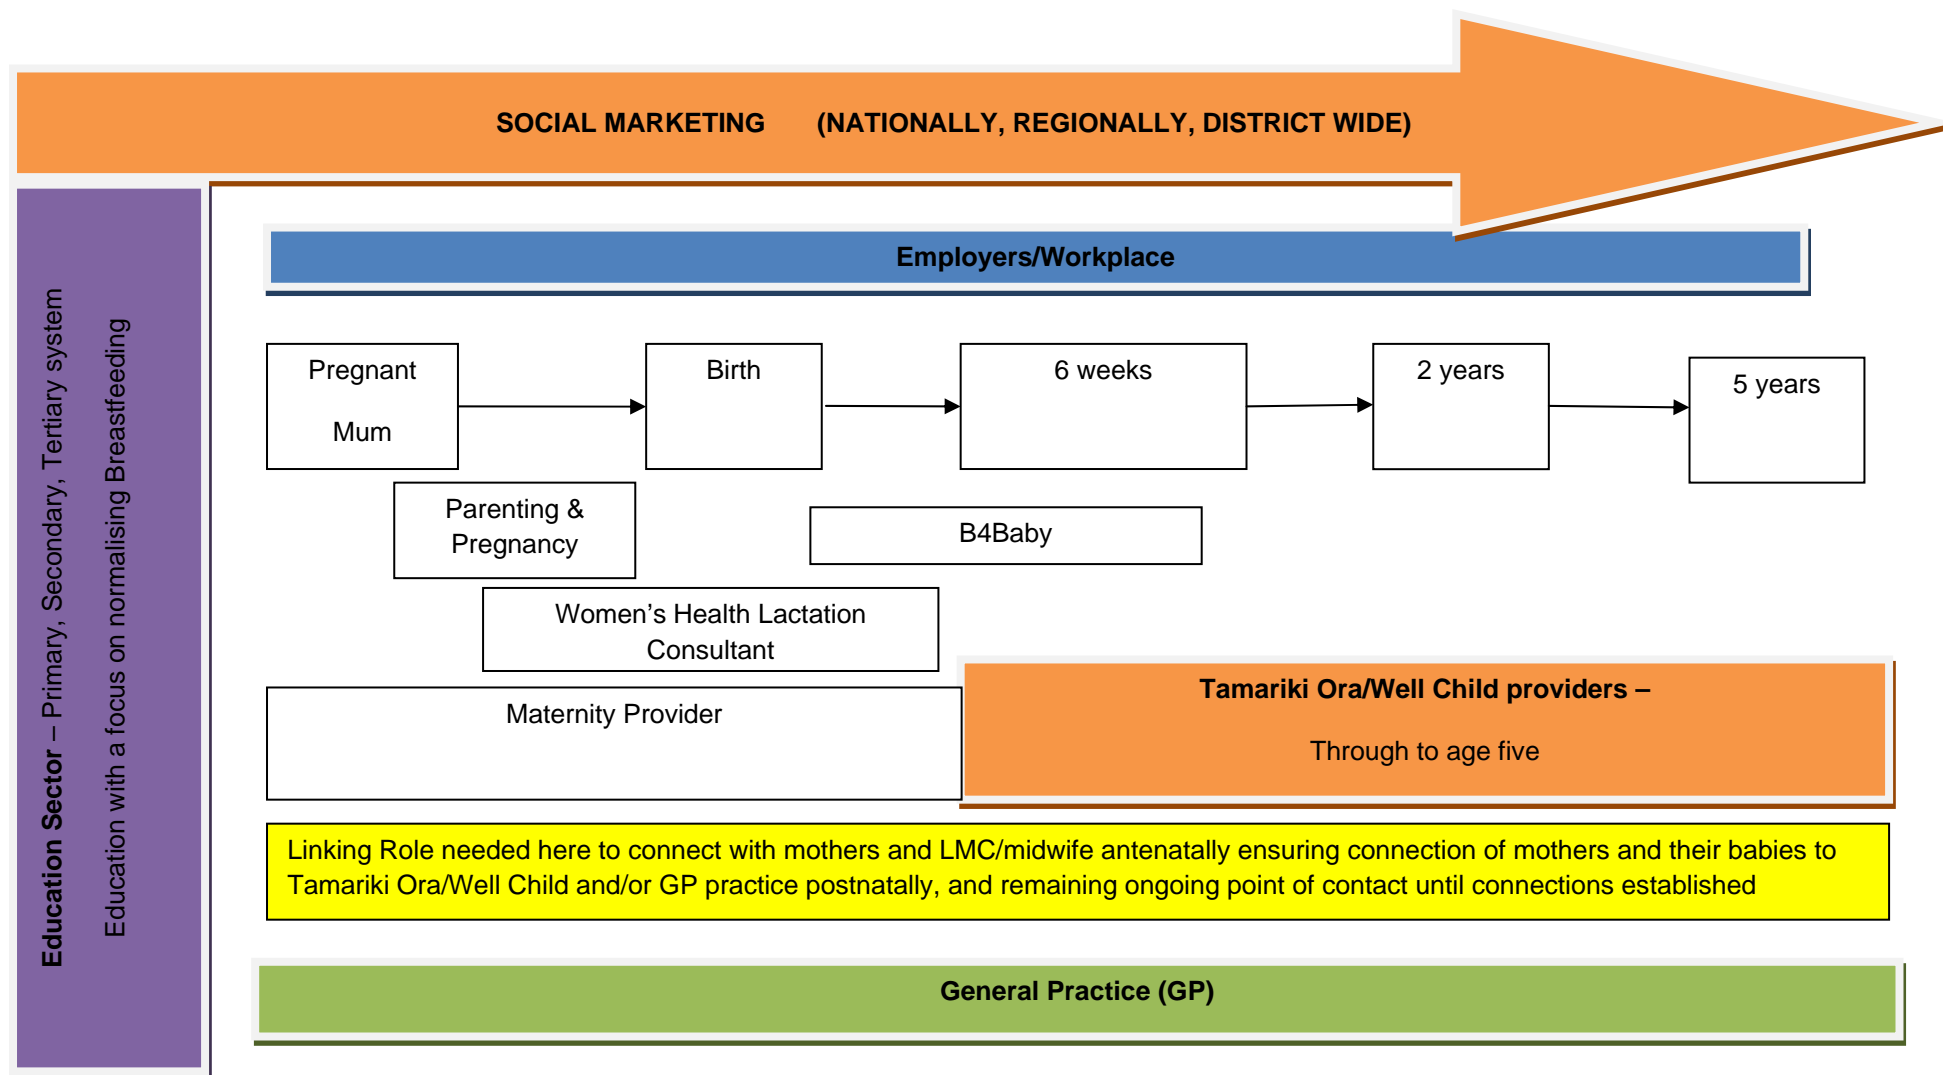 SOCIAL MARKETING (NATIONALLY, REGIONALLY, DISTRICT WIDE)
Education Sector – Primary, Secondary, Tertiary system
Education with a focus on normalising Breastfeeding
Employers/Workplace
Pregnant
Mum
Birth
6 weeks
2 years
5 years
Parenting &
Pregnancy
B4Baby
Women’s Health Lactation
Consultant
Maternity Provider
Tamariki Ora/Well Child providers –
Through to age five
Linking Role needed here to connect with mothers and LMC/midwife antenatally ensuring connection of mothers and their babies to
Tamariki Ora/Well Child and/or GP practice postnatally, and remaining ongoing point of contact until connections established
General Practice (GP)